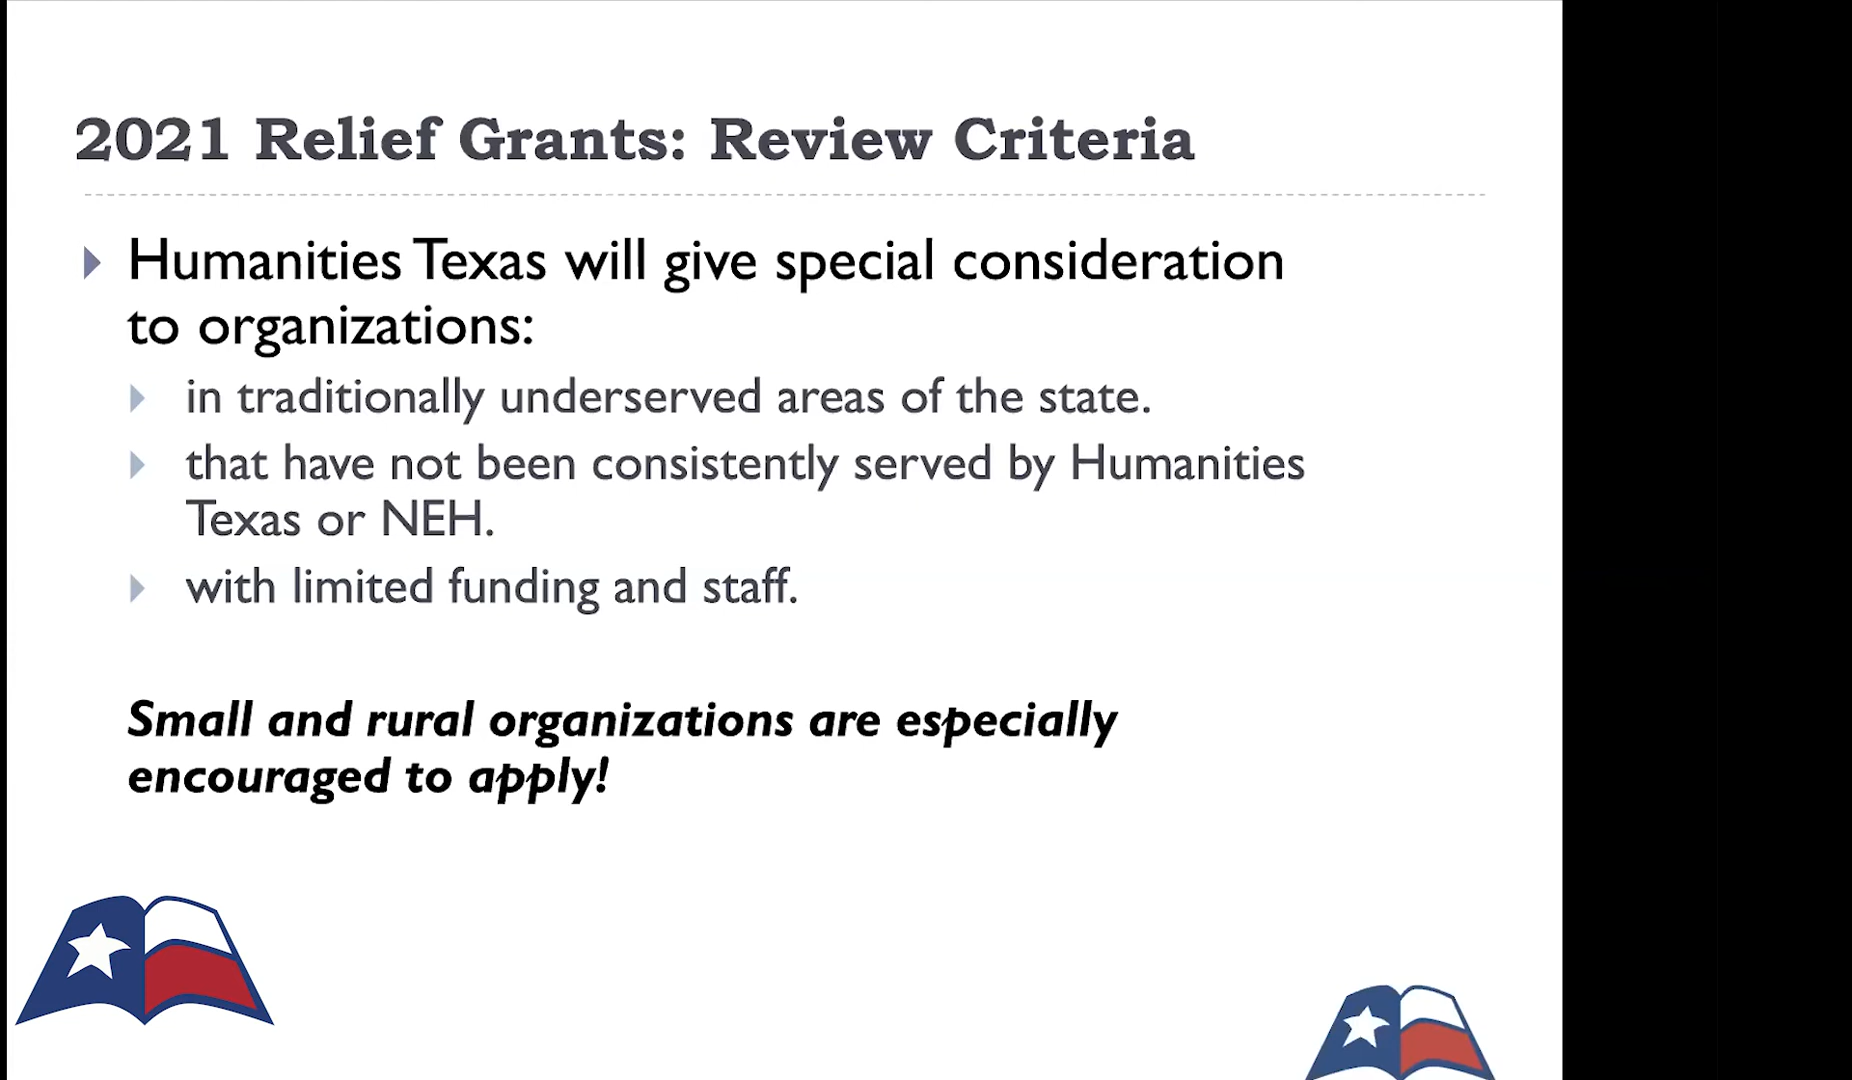 2021 Relief Grants: Review Criteria
Humanities Texas will give special consideration
to organizations:
in traditionally underserved areas of the state.
that have not been consistently served by Humanities
Texas or NEH.
with limited funding and staff.
Small and rural organizations are especially
encouraged to apply!